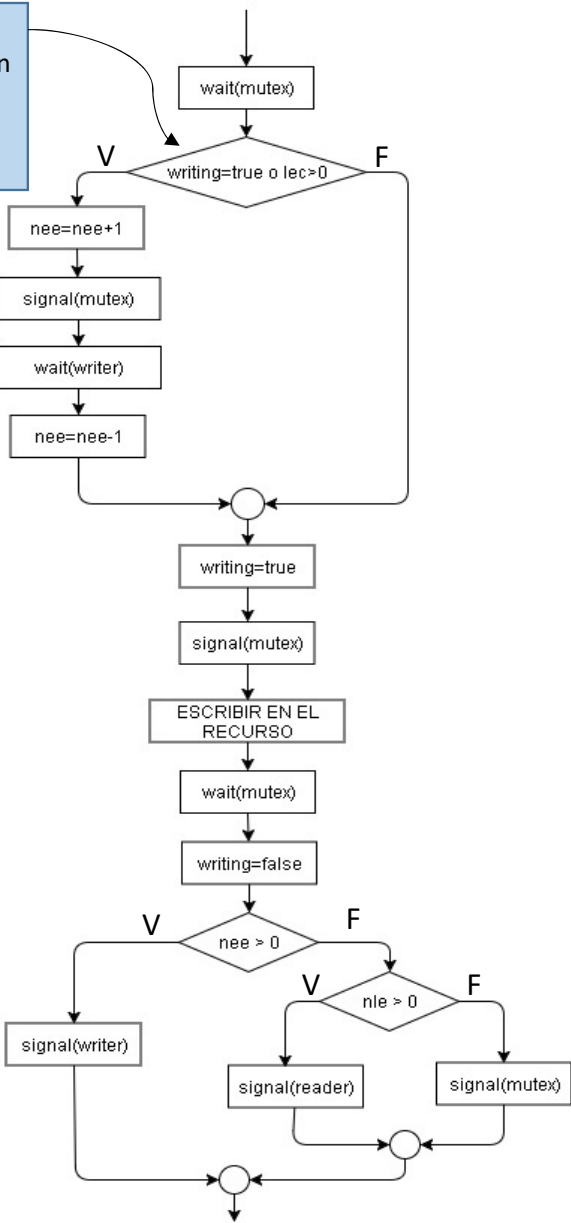 n
wait(mutex)
V
F
writing=true o lec>0
nee=nee+1
signal(mutex)
wait(writer)
nee=nee-1
writing=true
signal(mutex)
ESCRIBIR EN EL
RECURSO
wait(mutex)
writing=false
V
F
nee > 0
V
F
nle > 0
signal(writer)
signal(reader)
signal(mutex)